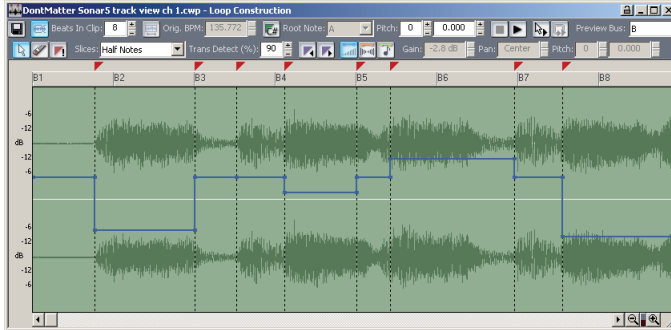 DontMatter Sonar5 track view ch 1.cwp - Loop Construction
Beats In Clip: 8 Orig. BPM: 135.772 Root Note: A Pitch: 0 0.000 Preview Bus: B
Slices: Half Notes Trans Detect (%): 90 Gain: -2.8 dB Pan: Center Pitch: 0 0.000
B1 B2 B3 B4 B5 B6 B7 B8
-6
-12
dB
-12
-6
-6
-12
dB
-12
-6